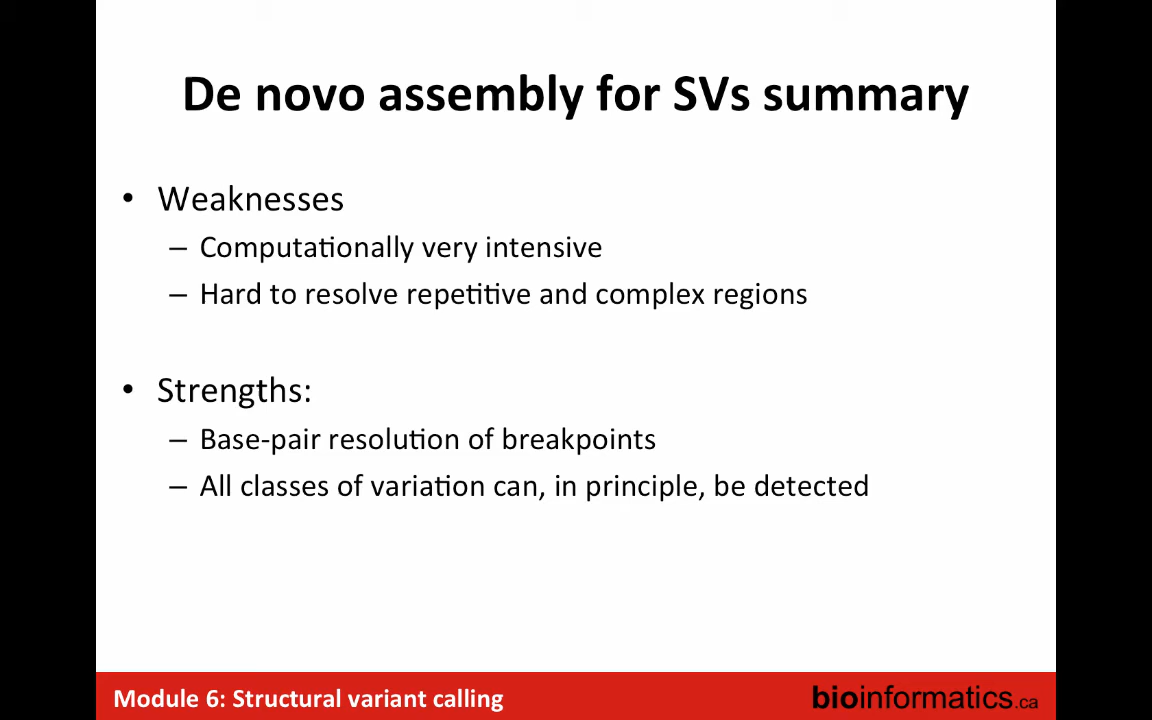 De novo assembly for SVs summary
• Weaknesses
– Computationally very intensive
– Hard to resolve repetitive and complex regions
• Strengths:
– Base-pair resolution of breakpoints
– All classes of variation can, in principle, be detected
Module 6: Structural variant calling
bioinformatics.ca